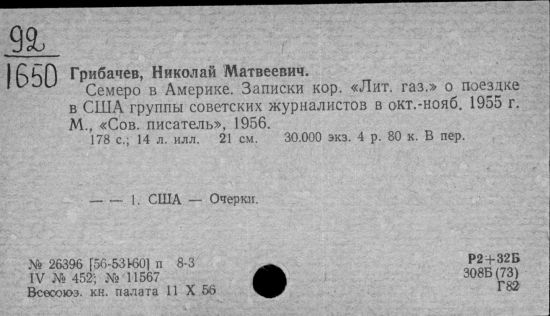 92
1650
Грибачев, Николай Матвеевич.
Семеро в Америке. Записки кор. «Лит. газ.» о поездке
в США группы советских журналистов в окт.-нояб. 1955 г.
М., «Сов. писатель», 1956.
178 с.; 14 л. илл. 21 см. 30.000 экз. 4 р. 80 к. В пер.
— — 1. США — Очерки.
№ 26396 [56-53160] п 8-3
IV № 452; № 11567
Всесоюз. кн. палата 11 X 56
Р2+32Б
308Б (73)
Г82